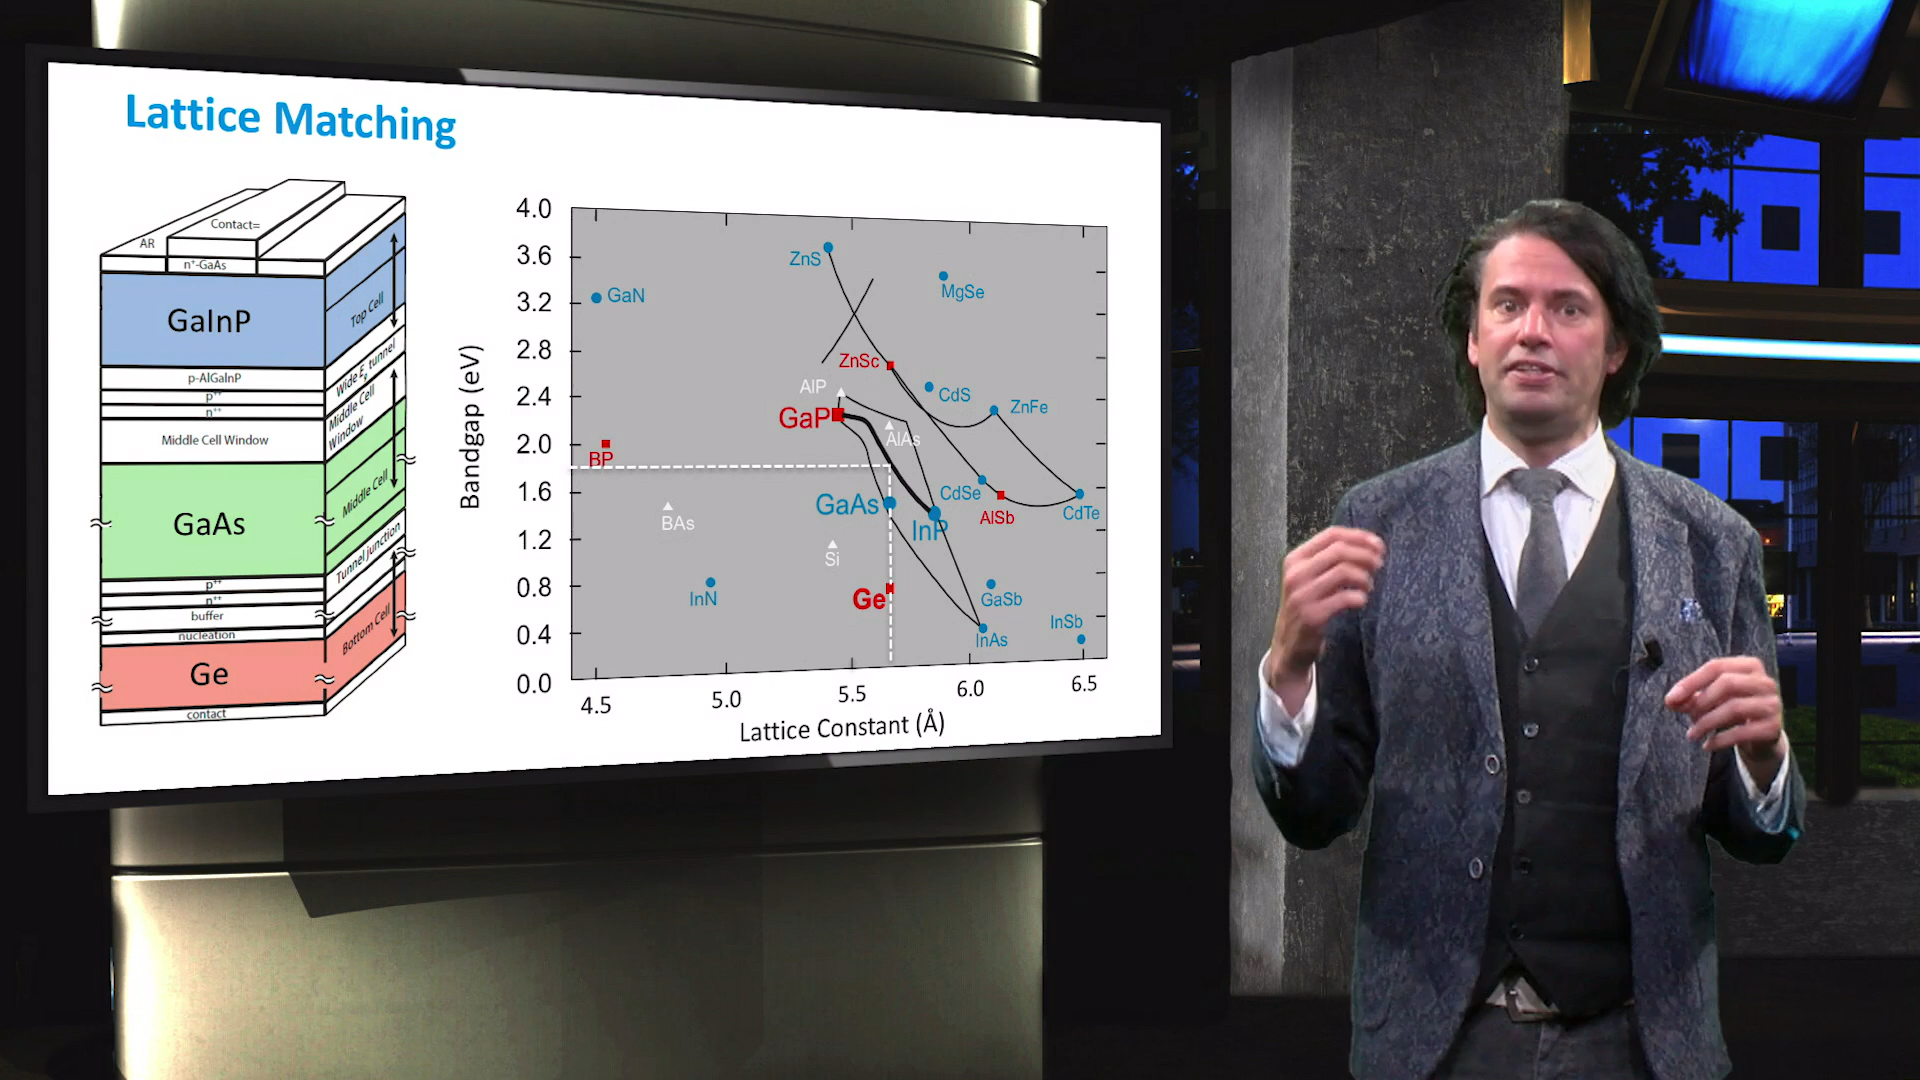 Lattice Matching
AR
Contact=
n⁺-GaAs
GaInP
Top Cell
p-AlGaInP
p⁺⁺
n⁺⁺
Wide Eg tunnel
Middle Cell Window
Middle Cell
Window
GaAs
Middle Cell
p⁺⁺
n⁺⁺
Tunnel junction
buffer
nucleation
Ge
Bottom Cell
contact
Bandgap (eV)
4.0
3.6
3.2
2.8
2.4
2.0
1.6
1.2
0.8
0.4
0.0
ZnS
MgSe
GaN
ZnSc
AlP
CdS
ZnFe
GaP
AlAs
BP
GaAs
CdSe
AlSb
CdTe
BAs
InP
Si
InN
Ge
GaSb
InAs
InSb
4.5
5.0
5.5
6.0
6.5
Lattice Constant (Å)